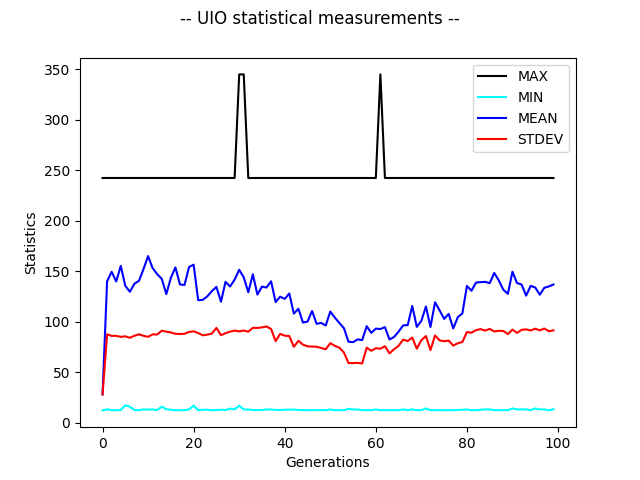 -- UIO statistical measurements --
350
300
250
200
150
100
50
0
Statistics
MAX
MIN
MEAN
STDEV
0 20 40 60 80 100
Generations